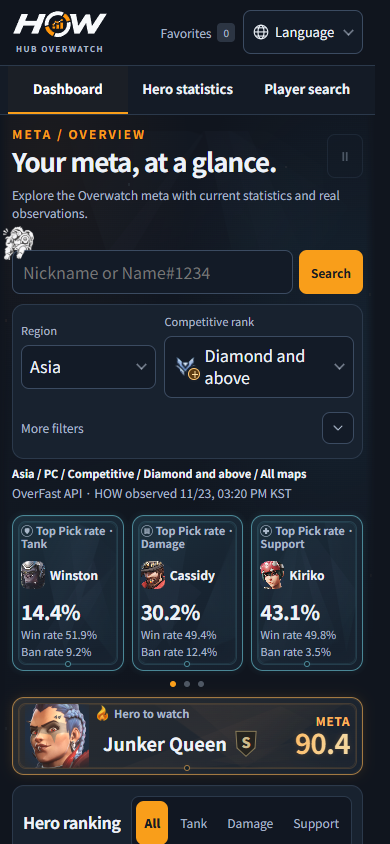 HOW
HUB OVERWATCH
Favorites 0
Language
Dashboard
Hero statistics
Player search
META / OVERVIEW
Your meta, at a glance.
Explore the Overwatch meta with current statistics and real
observations.
Nickname or Name#1234
Search
Region
Asia
Competitive rank
Diamond and
above
More filters
Asia / PC / Competitive / Diamond and above / All maps
OverFast API · HOW observed 11/23, 03:20 PM KST
Top Pick rate ·
Tank
Winston
14.4%
Win rate 51.9%
Ban rate 9.2%
Top Pick rate ·
Damage
Cassidy
30.2%
Win rate 49.4%
Ban rate 12.4%
Top Pick rate ·
Support
Kiriko
43.1%
Win rate 49.8%
Ban rate 3.5%
Hero to watch
Junker Queen S
META
90.4
Hero ranking
All
Tank
Damage
Support